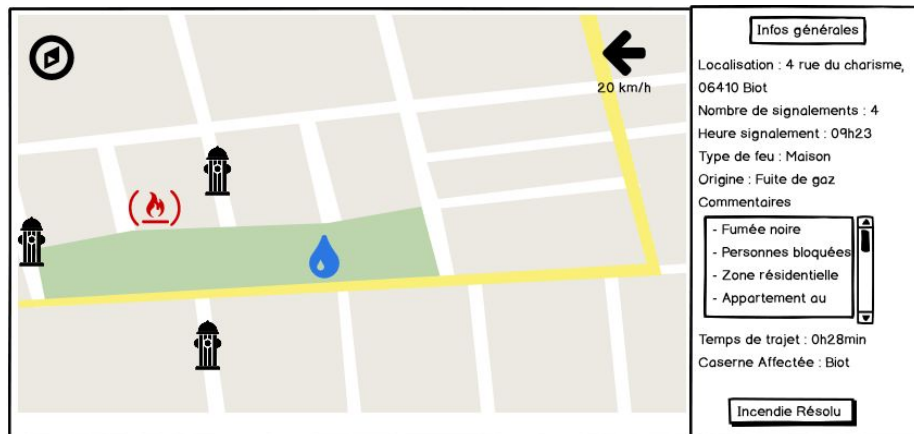 20 km/h
Infos générales
Localisation : 4 rue du charisme,
06410 Biot
Nombre de signalements : 4
Heure signalement : 09h23
Type de feu : Maison
Origine : Fuite de gaz
Commentaires
- Fumée noire
- Personnes bloquées
- Zone résidentielle
- Appartement au
Temps de trajet : 0h28min
Caserne Affectée : Biot
Incendie Résolu